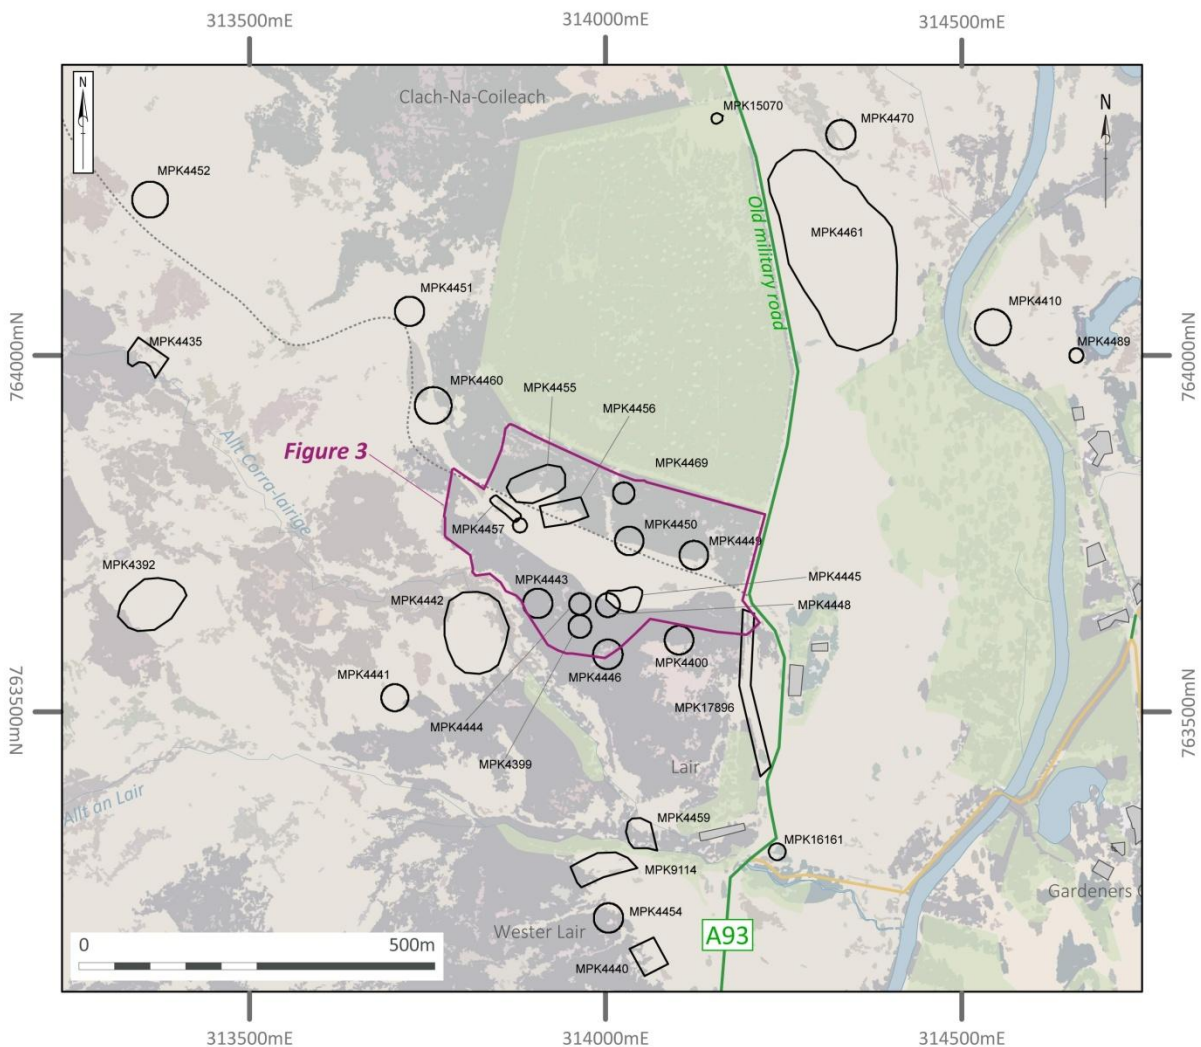 313500mE
314000mE
314500mE
N
Clach-Na-Coileach
MPK15070
N
MPK4470
MPK4452
Old military road
MPK4461
MPK4451
MPK4410
764000mN
MPK4435
MPK4489
764000mN
MPK4460
MPK4455
MPK4456
Figure 3
Allt Corra-lairige
MPK4469
MPK4457
MPK4450
MPK4449
MPK4392
MPK4443
MPK4445
MPK4442
MPK4448
MPK4400
MPK4441
MPK4446
763500mN
MPK17896
763500mN
MPK4444
MPK4399
Lair
Allt an Lair
MPK4459
MPK16161
MPK9114
Gardeners
MPK4454
Wester Lair
A93
0
500m
MPK4440
313500mE
314000mE
314500mE